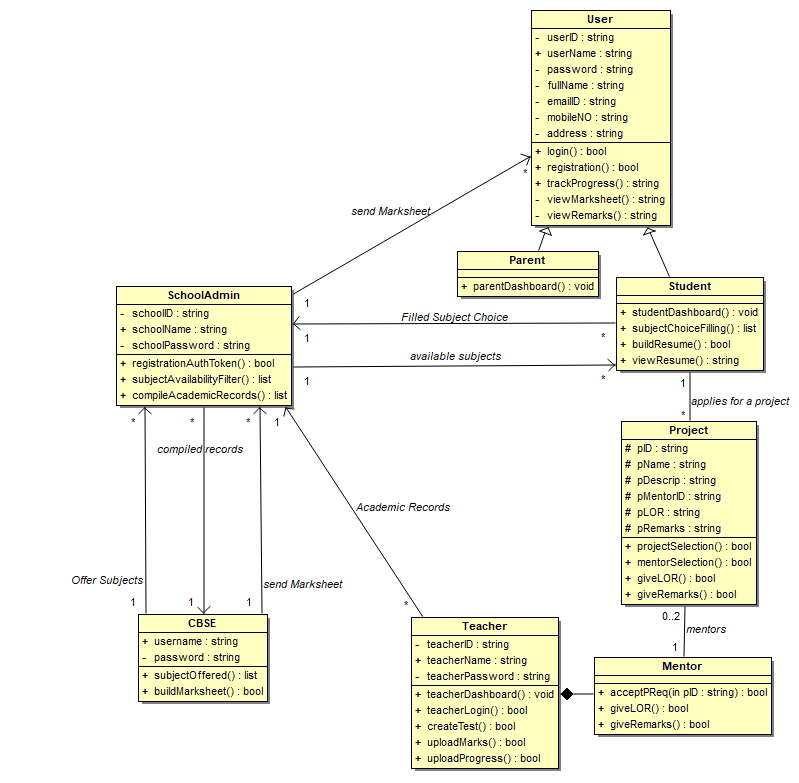 User
- userID : string
+ userName : string
- password : string
- fullName : string
- emailID : string
- mobileNO : string
- address : string
+ login() : bool
+ registration() : bool
+ trackProgress() : string
- viewMarksheet() : string
- viewRemarks() : string
*
send Marksheet
1
Parent
+ parentDashboard() : void
Student
+ studentDashboard() : void
+ subjectChoiceFilling() : list
+ buildResume() : bool
+ viewResume() : string
SchoolAdmin
- schoolID : string
+ schoolName : string
- schoolPassword : string
+ registrationAuthToken() : bool
+ subjectAvailabilityFilter() : list
+ compileAcademicRecords() : list
Filled Subject Choice
1
*
available subjects
1
*
1
applies for a project
*
Project
# pID : string
# pName : string
# pDescrip : string
# pMentorID : string
# pLOR : string
# pRemarks : string
+ projectSelection() : bool
+ mentorSelection() : bool
+ giveLOR() : bool
+ giveRemarks() : bool
* * * 1
compiled records
Academic Records
Offer Subjects
send Marksheet
1 1 1
*
CBSE
+ username : string
- password : string
+ subjectOffered() : list
+ buildMarksheet() : bool
Teacher
- teacherID : string
+ teacherName : string
- teacherPassword : string
+ teacherDashboard() : void
+ teacherLogin() : bool
+ createTest() : bool
+ uploadMarks() : bool
+ uploadProgress() : bool
0..2
mentors
1
Mentor
+ acceptPReq(in pID : string) : bool
+ giveLOR() : bool
+ giveRemarks() : bool